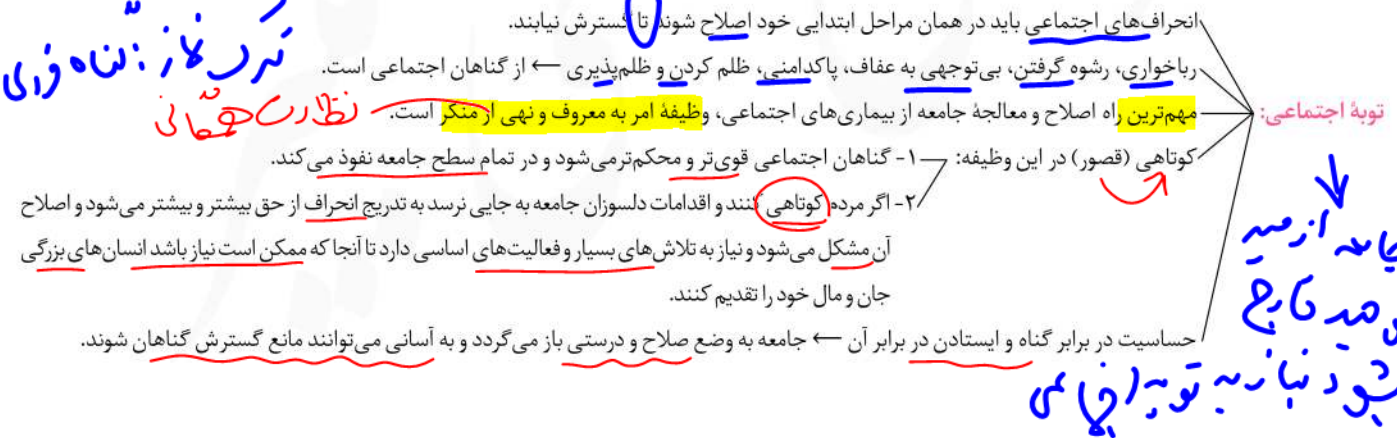 انحراف‌های اجتماعی باید در همان مراحل ابتدایی خود اصلاح شوند تا گسترش نیابند.
رباخواری، رشوه گرفتن، بی‌توجهی به عفاف، پاکدامنی، ظلم کردن و ظلم‌پذیری ← از گناهان اجتماعی است.
توبهٔ اجتماعی:
مهم‌ترین راه اصلاح و معالجهٔ جامعه از بیماری‌های اجتماعی، وظیفهٔ امر به معروف و نهی از منکر است.
نظارت همگانی
کوتاهی (قصور) در این وظیفه:
۱- گناهان اجتماعی قوی‌تر و محکم‌ترمی‌شود و در تمام سطح جامعه نفوذ می‌کند.
۲- اگر مردم کوتاهی کنند و اقدامات دلسوزان جامعه به جایی نرسد به تدریج انحراف از حق بیشتر و بیشتر می‌شود و اصلاح
آن مشکل می‌شود و نیاز به تلاش‌های بسیار و فعالیت‌های اساسی دارد تا آنجا که ممکن است نیاز باشد انسان‌های بزرگی
جان و مال خود را تقدیم کنند.
حساسیت در برابر گناه و ایستادن در برابر آن ← جامعه به وضع صلاح و درستی باز می‌گردد و به آسانی می‌توانند مانع گسترش گناهان شوند.
جامعه از مسیر
خارج
شود نیاز به توبه اجتماعی